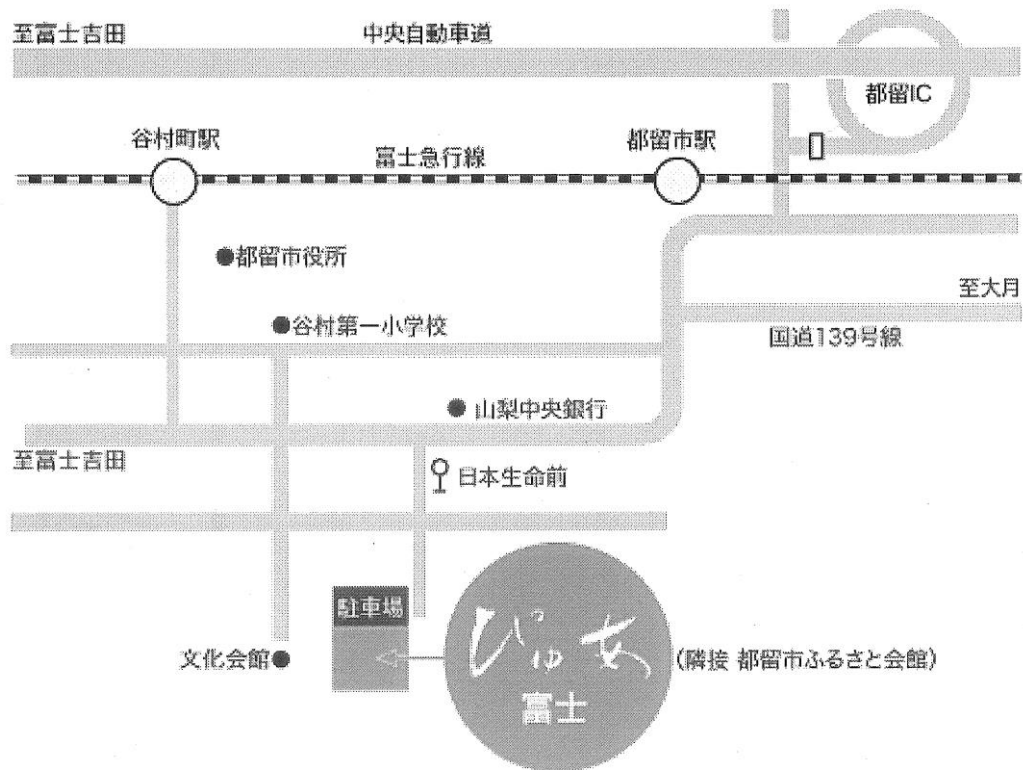 至富士吉田
中央自動車道
都留IC
谷村町駅
富士急行線
都留市駅
都留市役所
至大月
谷村第一小学校
国道139号線
山梨中央銀行
至富士吉田
日本生命前
駐車場
ぴゅあ
富士
文化会館
(隣接 都留市ふるさと会館)